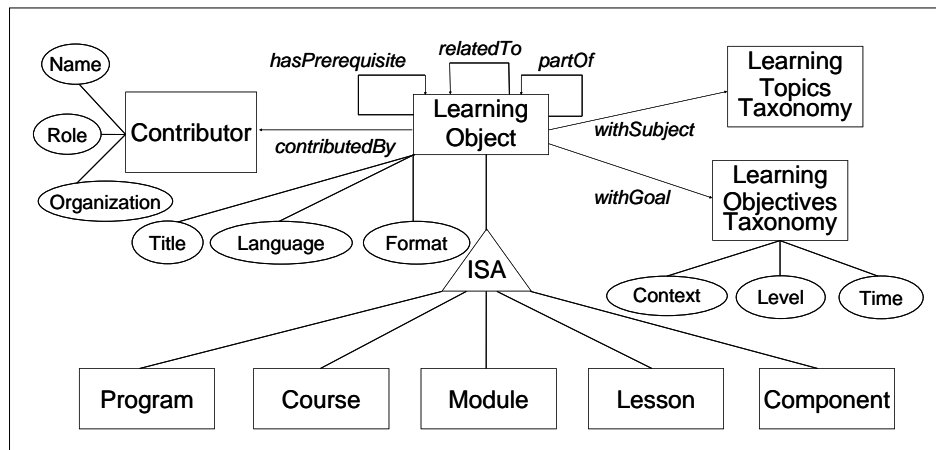 hasPrerequisite
relatedTo
partOf
Name
Role
Organization
Contributor
contributedBy
Learning
Object
withSubject
withGoal
Learning
Topics
Taxonomy
Learning
Objectives
Taxonomy
Title
Language
Format
ISA
Context
Level
Time
Program
Course
Module
Lesson
Component